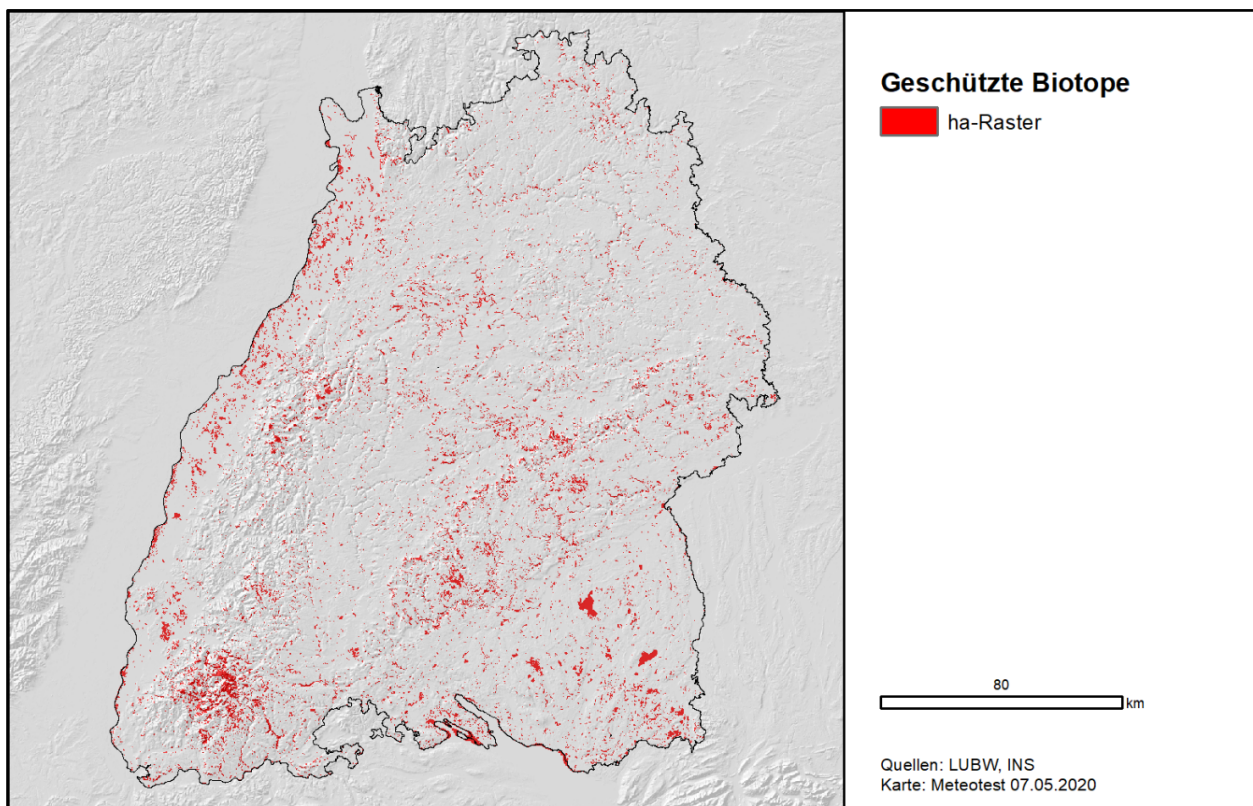 Geschützte Biotope
ha-Raster
80
km
Quellen: LUBW, INS
Karte: Meteotest 07.05.2020